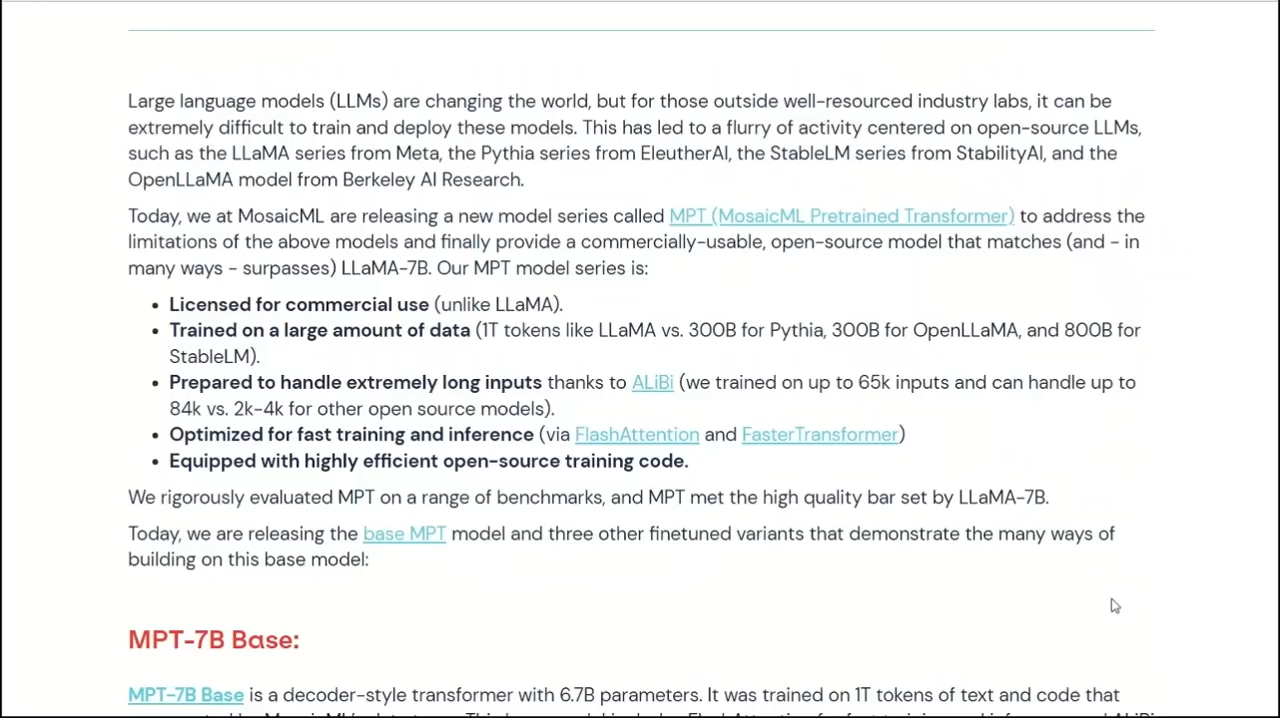 Large language models (LLMs) are changing the world, but for those outside well-resourced industry labs, it can be
extremely difficult to train and deploy these models. This has led to a flurry of activity centered on open-source LLMs,
such as the LLaMA series from Meta, the Pythia series from EleutherAI, the StableLM series from StabilityAI, and the
OpenLLaMA model from Berkeley AI Research.
Today, we at MosaicML are releasing a new model series called MPT (MosaicML Pretrained Transformer) to address the
limitations of the above models and finally provide a commercially-usable, open-source model that matches (and - in
many ways - surpasses) LLaMA-7B. Our MPT model series is:
• Licensed for commercial use (unlike LLaMA).
• Trained on a large amount of data (1T tokens like LLaMA vs. 300B for Pythia, 300B for OpenLLaMA, and 800B for
StableLM).
• Prepared to handle extremely long inputs thanks to ALiBi (we trained on up to 65k inputs and can handle up to
84k vs. 2k-4k for other open source models).
• Optimized for fast training and inference (via FlashAttention and FasterTransformer)
• Equipped with highly efficient open-source training code.
We rigorously evaluated MPT on a range of benchmarks, and MPT met the high quality bar set by LLaMA-7B.
Today, we are releasing the base MPT model and three other finetuned variants that demonstrate the many ways of
building on this base model:
MPT-7B Base:
MPT-7B Base is a decoder-style transformer with 6.7B parameters. It was trained on 1T tokens of text and code that